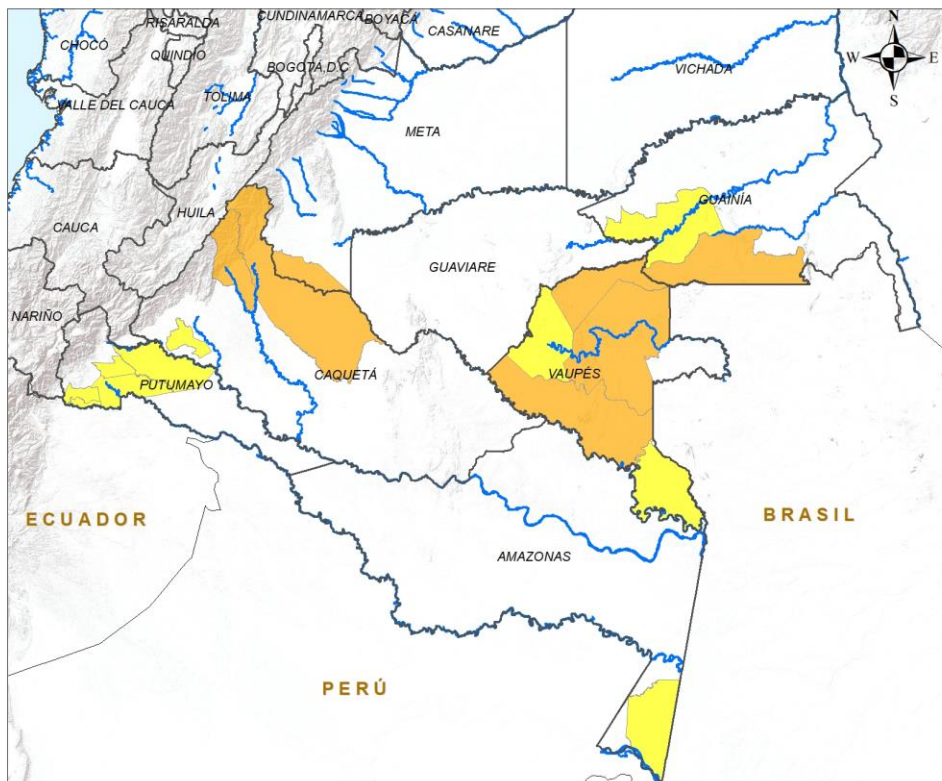 CUNDINAMARCA
BOYACÁ
RISARALDA
CASANARE
N
CHOCÓ
QUINDIO
BOGOTÁ, D.C
VICHADA
W
E
S
VALLE DEL CAUCA
TOLIMA
META
GUAINÍA
HUILA
CAUCA
GUAVIARE
NARIÑO
CAQUETÁ
VAUPÉS
PUTUMAYO
ECUADOR
BRASIL
AMAZONAS
PERÚ